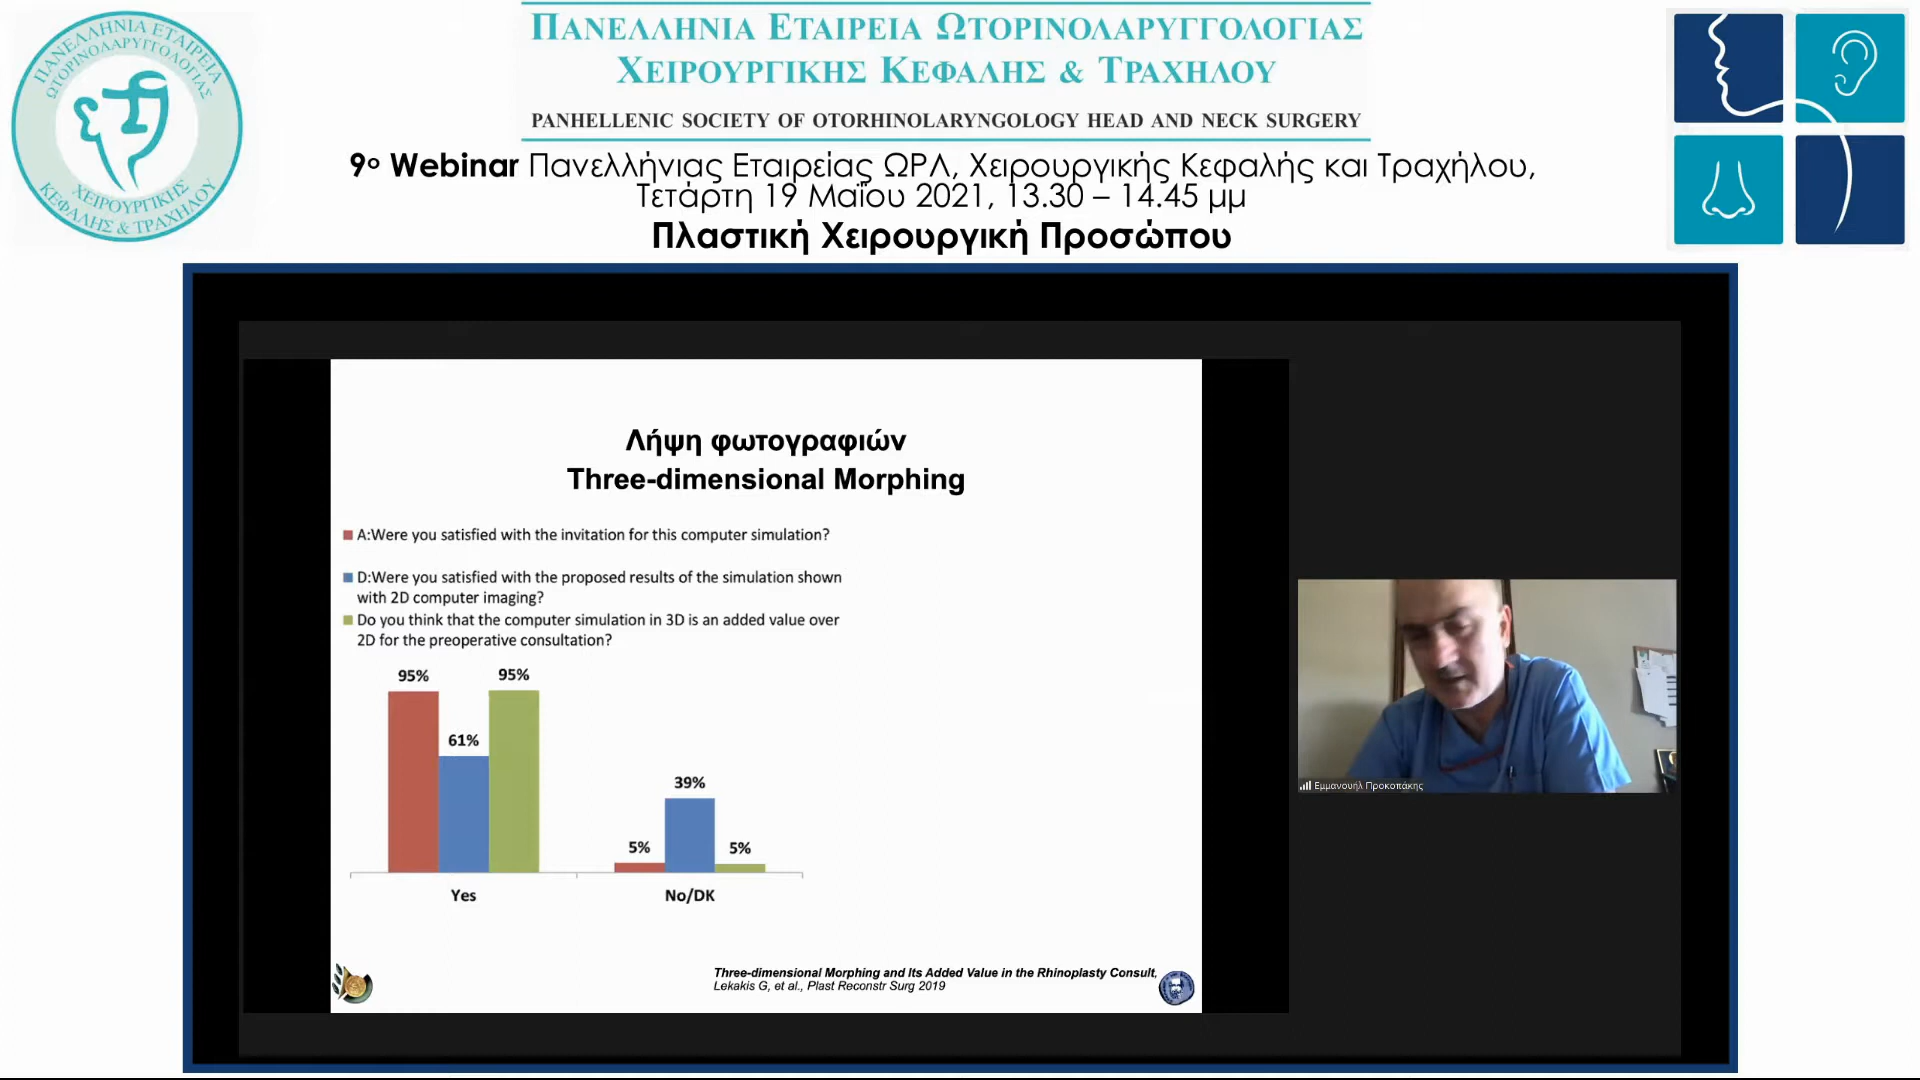 ΠΑΝΕΛΛΗΝΙΑ ΕΤΑΙΡΕΙΑ
ΩΤΟΡΙΝΟΛΑΡΥΓΓΟΛΟΓΙΑΣ
ΧΕΙΡΟΥΡΓΙΚΗΣ
ΚΕΦΑΛΗΣ & ΤΡΑΧΗΛΟΥ
ΠΑΝΕΛΛΗΝΙΑ ΕΤΑΙΡΕΙΑ ΩΤΟΡΙΝΟΛΑΡΥΓΓΟΛΟΓΙΑΣ
ΧΕΙΡΟΥΡΓΙΚΗΣ ΚΕΦΑΛΗΣ & ΤΡΑΧΗΛΟΥ
PANHELLENIC SOCIETY OF OTORHINOLARYNGOLOGY HEAD AND NECK SURGERY
9ο Webinar Πανελλήνιας Εταιρείας ΩΡΛ, Χειρουργικής Κεφαλής και Τραχήλου,
Τετάρτη 19 Μαΐου 2021, 13.30 – 14.45 μμ
Πλαστική Χειρουργική Προσώπου
Λήψη φωτογραφιών
Three-dimensional Morphing
A:Were you satisfied with the invitation for this computer simulation?
D:Were you satisfied with the proposed results of the simulation shown
with 2D computer imaging?
Do you think that the computer simulation in 3D is an added value over
2D for the preoperative consultation?
95% 61% 95%
5% 39% 5%
Yes No/DK
Three-dimensional Morphing and Its Added Value in the Rhinoplasty Consult,
Lekakis G, et al., Plast Reconstr Surg 2019
Εμμανουήλ Προκοπάκης